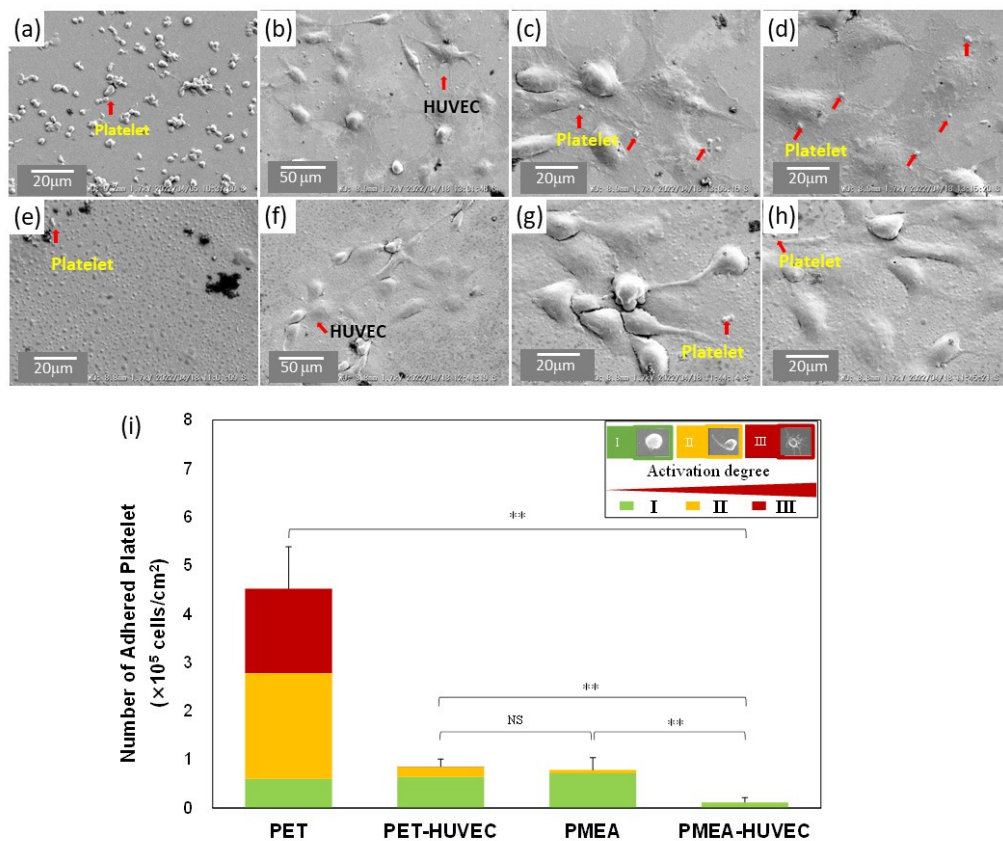 (a)
Platelet
20μm
(b)
HUVEC
50 μm
(c)
Platelet
20μm
(d)
Platelet
20μm
(e)
Platelet
20μm
(f)
HUVEC
50 μm
(g)
Platelet
20μm
(h)
Platelet
20μm
(i)
Number of Adhered Platelet
(×10⁵ cells/cm²)
8
7
6
5
4
3
2
1
0
I II III
Activation degree
I II III
**
**
NS
**
PET PET-HUVEC PMEA PMEA-HUVEC